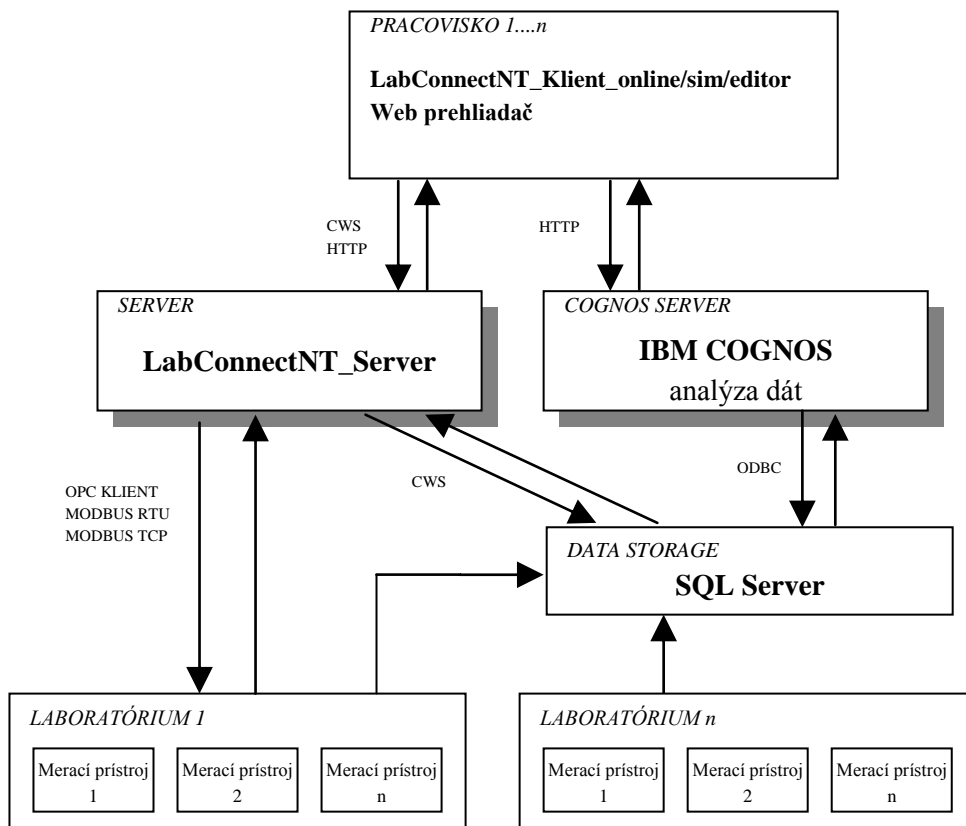 PRACOVISKO 1....n
LabConnectNT_Klient_online/sim/editor
Web prehliadač
CWS
HTTP
HTTP
SERVER
LabConnectNT_Server
COGNOS SERVER
IBM COGNOS
analýza dát
OPC KLIENT
MODBUS RTU
MODBUS TCP
CWS
ODBC
DATA STORAGE
SQL Server
LABORATÓRIUM 1
Merací prístroj
1
Merací prístroj
2
Merací prístroj
n
LABORATÓRIUM n
Merací prístroj
1
Merací prístroj
2
Merací prístroj
n